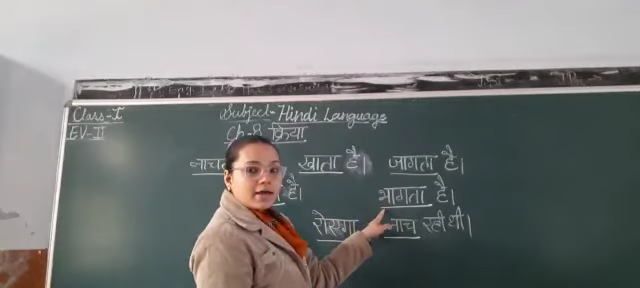 Class-I Subject- Hindi Language
EV-II Ch-8 क्रिया
खाता है। जागता है।
है। भागता है।
नाच रही थी।